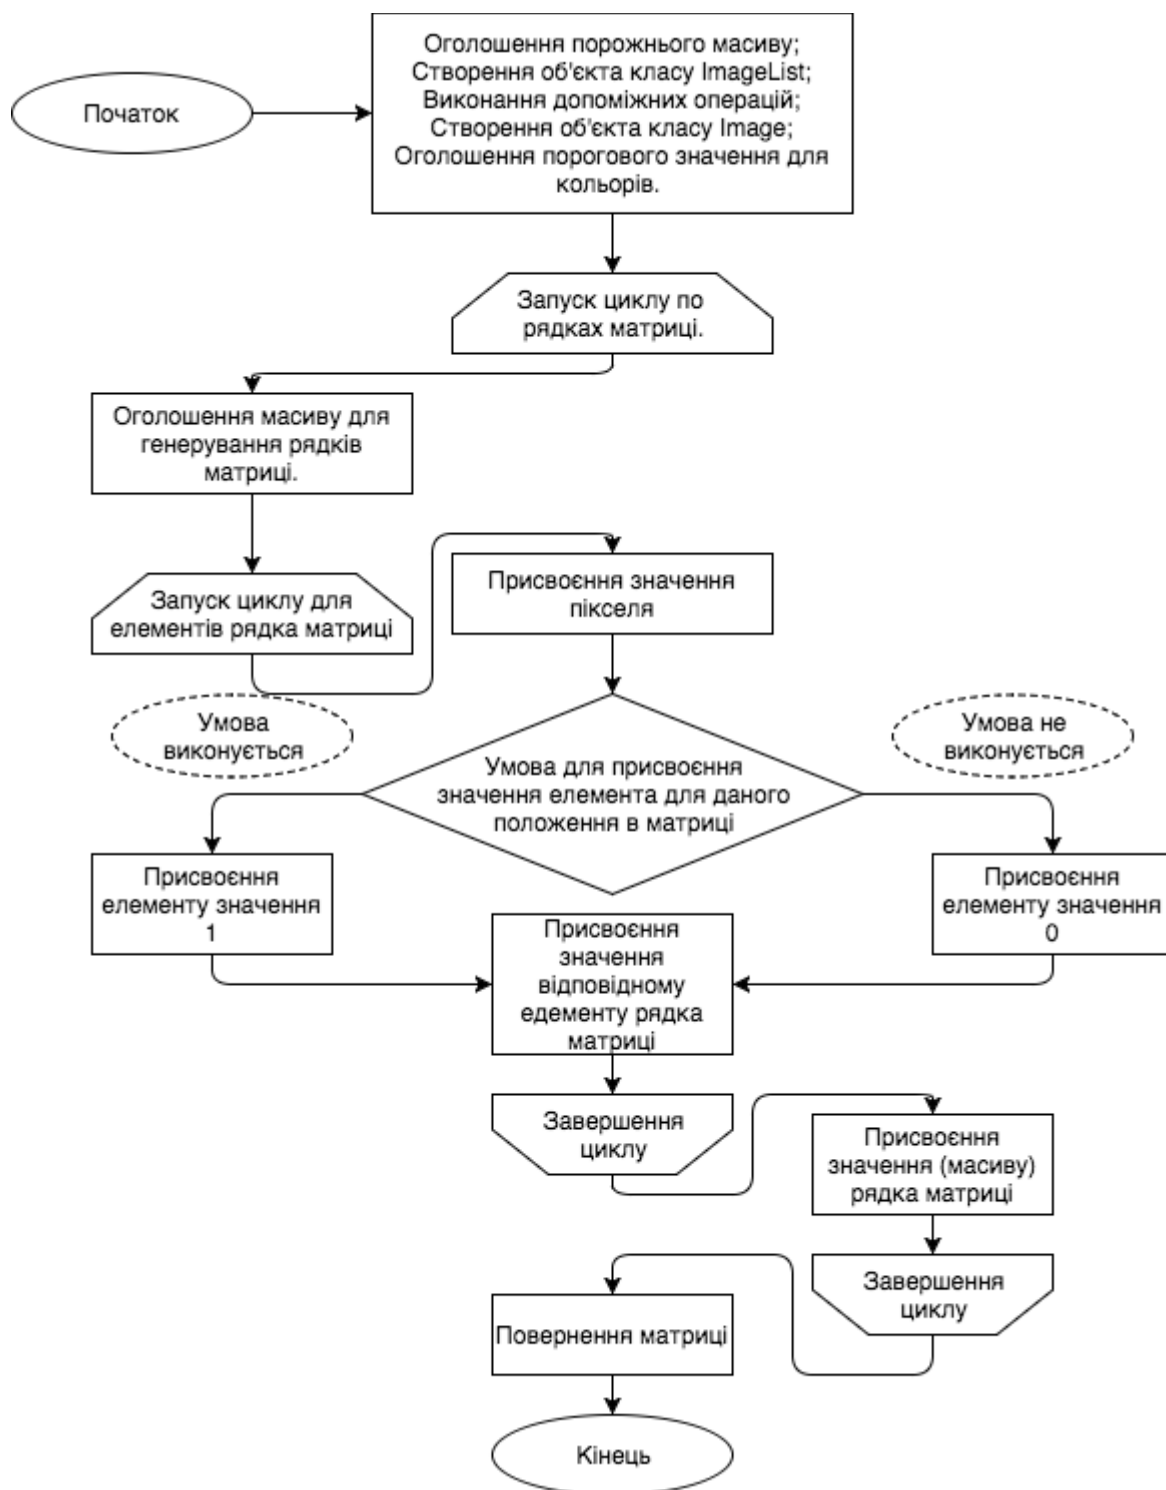 Початок
Оголошення порожнього масиву;
Створення об'єкта класу ImageList;
Виконання допоміжних операцій;
Створення об'єкта класу Image;
Оголошення порогового значення для
кольорів.
Запуск циклу по
рядках матриці.
Оголошення масиву для
генерування рядків
матриці.
Запуск циклу для
елементів рядка матриці
Присвоєння значення
пікселя
Умова
виконується
Умова не
виконується
Умова для присвоєння
значення елемента для даного
положення в матриці
Присвоєння
елементу значення
1
Присвоєння
елементу значення
0
Присвоєння
значення
відповідному
едементу рядка
матриці
Завершення
циклу
Присвоєння
значення (масиву)
рядка матриці
Завершення
циклу
Повернення матриці
Кінець